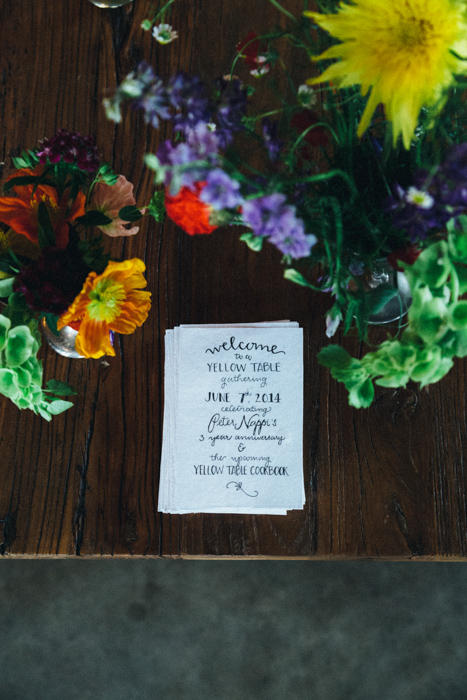 welcome
to a
YELLOW TABLE
gathering
JUNE 7th, 2014
celebrating
Peter Nappi's
3 year anniversary
&
the upcoming
YELLOW TABLE COOKBOOK